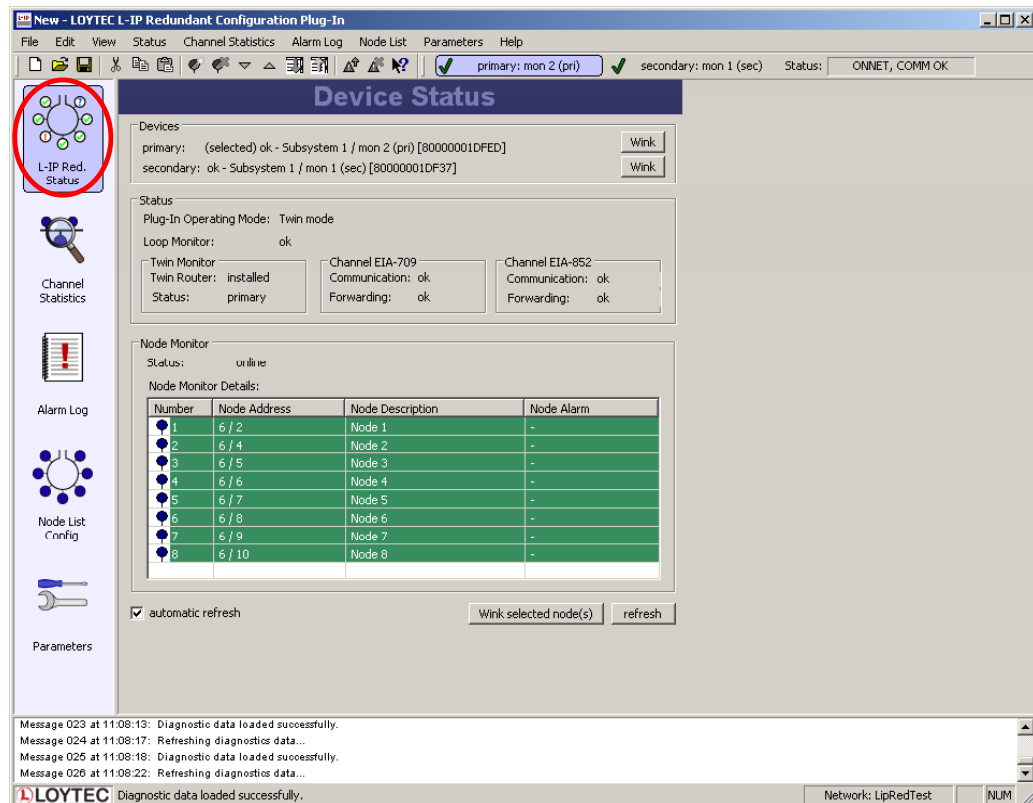 New - LOYTEC L-IP Redundant Configuration Plug-In
File Edit View Status Channel Statistics Alarm Log Node List Parameters Help
primary: mon 2 (pri) secondary: mon 1 (sec) Status: ONNET, COMM OK
L-IP Red.
Status
Channel
Statistics
Alarm Log
Node List
Config
Parameters
Device Status
Devices
primary: (selected) ok - Subsystem 1 / mon 2 (pri) [80000001DFED] Wink
secondary: ok - Subsystem 1 / mon 1 (sec) [80000001DF37] Wink
Status
Plug-In Operating Mode: Twin mode
Loop Monitor: ok
Twin Monitor
Twin Router: installed
Status: primary
Channel EIA-709
Communication: ok
Forwarding: ok
Channel EIA-852
Communication: ok
Forwarding: ok
Node Monitor
Status: online
Node Monitor Details:
Number Node Address Node Description Node Alarm
1 6 / 2 Node 1 -
2 6 / 4 Node 2 -
3 6 / 5 Node 3 -
4 6 / 6 Node 4 -
5 6 / 7 Node 5 -
6 6 / 8 Node 6 -
7 6 / 9 Node 7 -
8 6 / 10 Node 8 -
automatic refresh Wink selected node(s) refresh
Message 023 at 11:08:13: Diagnostic data loaded successfully.
Message 024 at 11:08:17: Refreshing diagnostics data...
Message 025 at 11:08:18: Diagnostic data loaded successfully.
Message 026 at 11:08:22: Refreshing diagnostics data...
LOYTEC Diagnostic data loaded successfully. Network: LipRedTest NUM